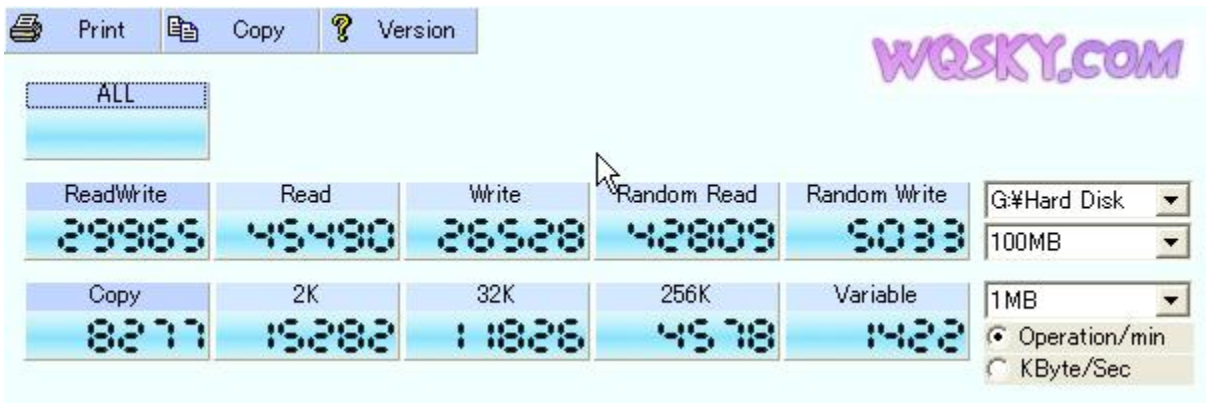 Print Copy Version
WQSKY.COM
ALL
ReadWrite Read Write Random Read Random Write G:¥Hard Disk
29965 45490 26528 42809 5033 100MB
Copy 2K 32K 256K Variable 1MB
8277 15282 11826 4578 1422 Operation/min
KByte/Sec